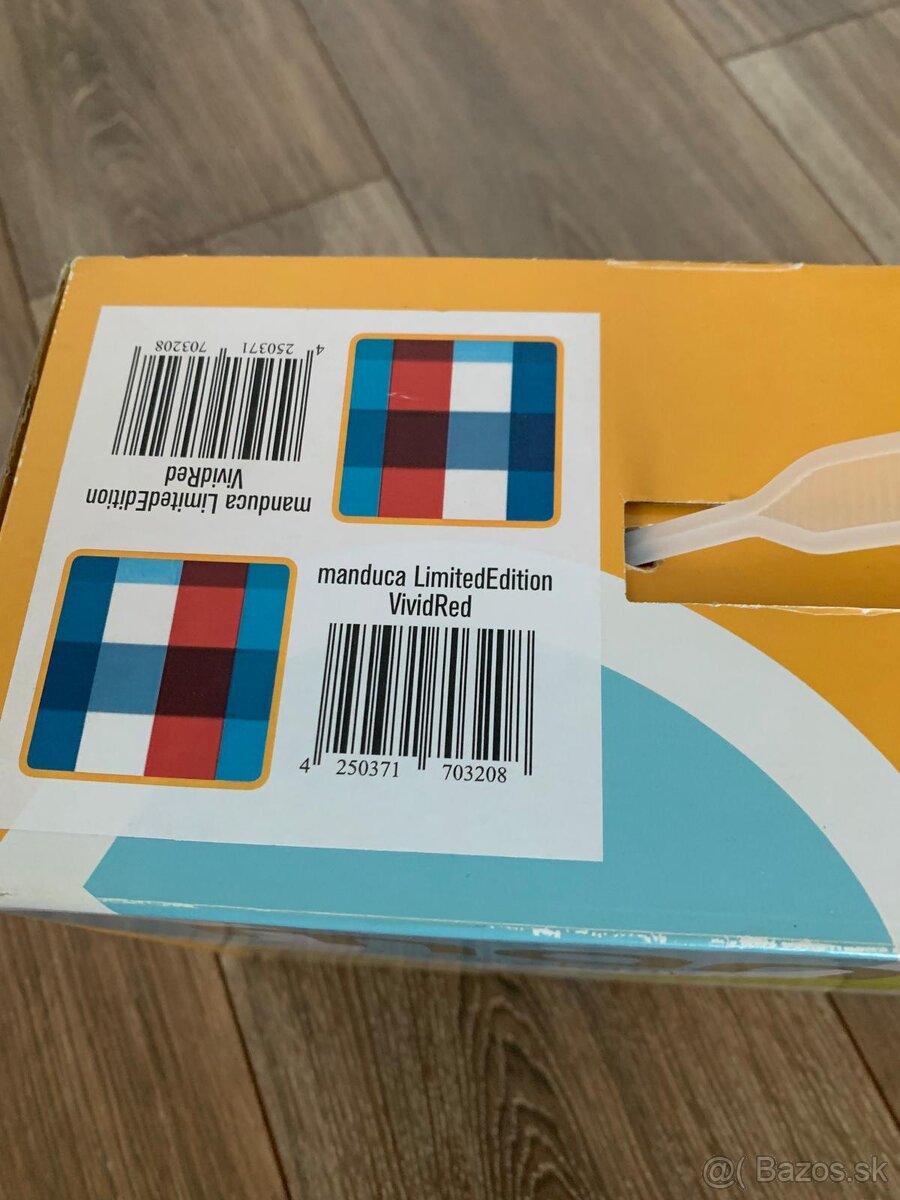 4 250371 703208
manduca LimitedEdition
VividRed
manduca LimitedEdition
VividRed
4 250371 703208
@( Bazos.sk